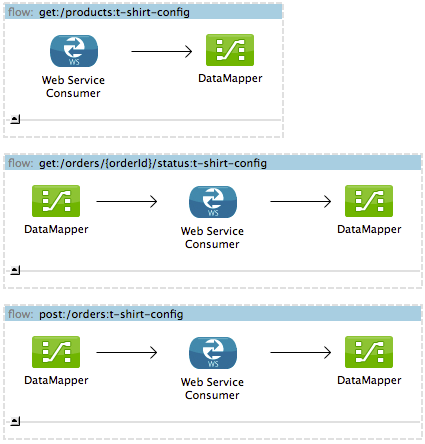 flow: get:/products:t-shirt-config
WS
Web Service
Consumer
DataMapper
flow: get:/orders/{orderId}/status:t-shirt-config
DataMapper
WS
Web Service
Consumer
DataMapper
flow: post:/orders:t-shirt-config
DataMapper
WS
Web Service
Consumer
DataMapper